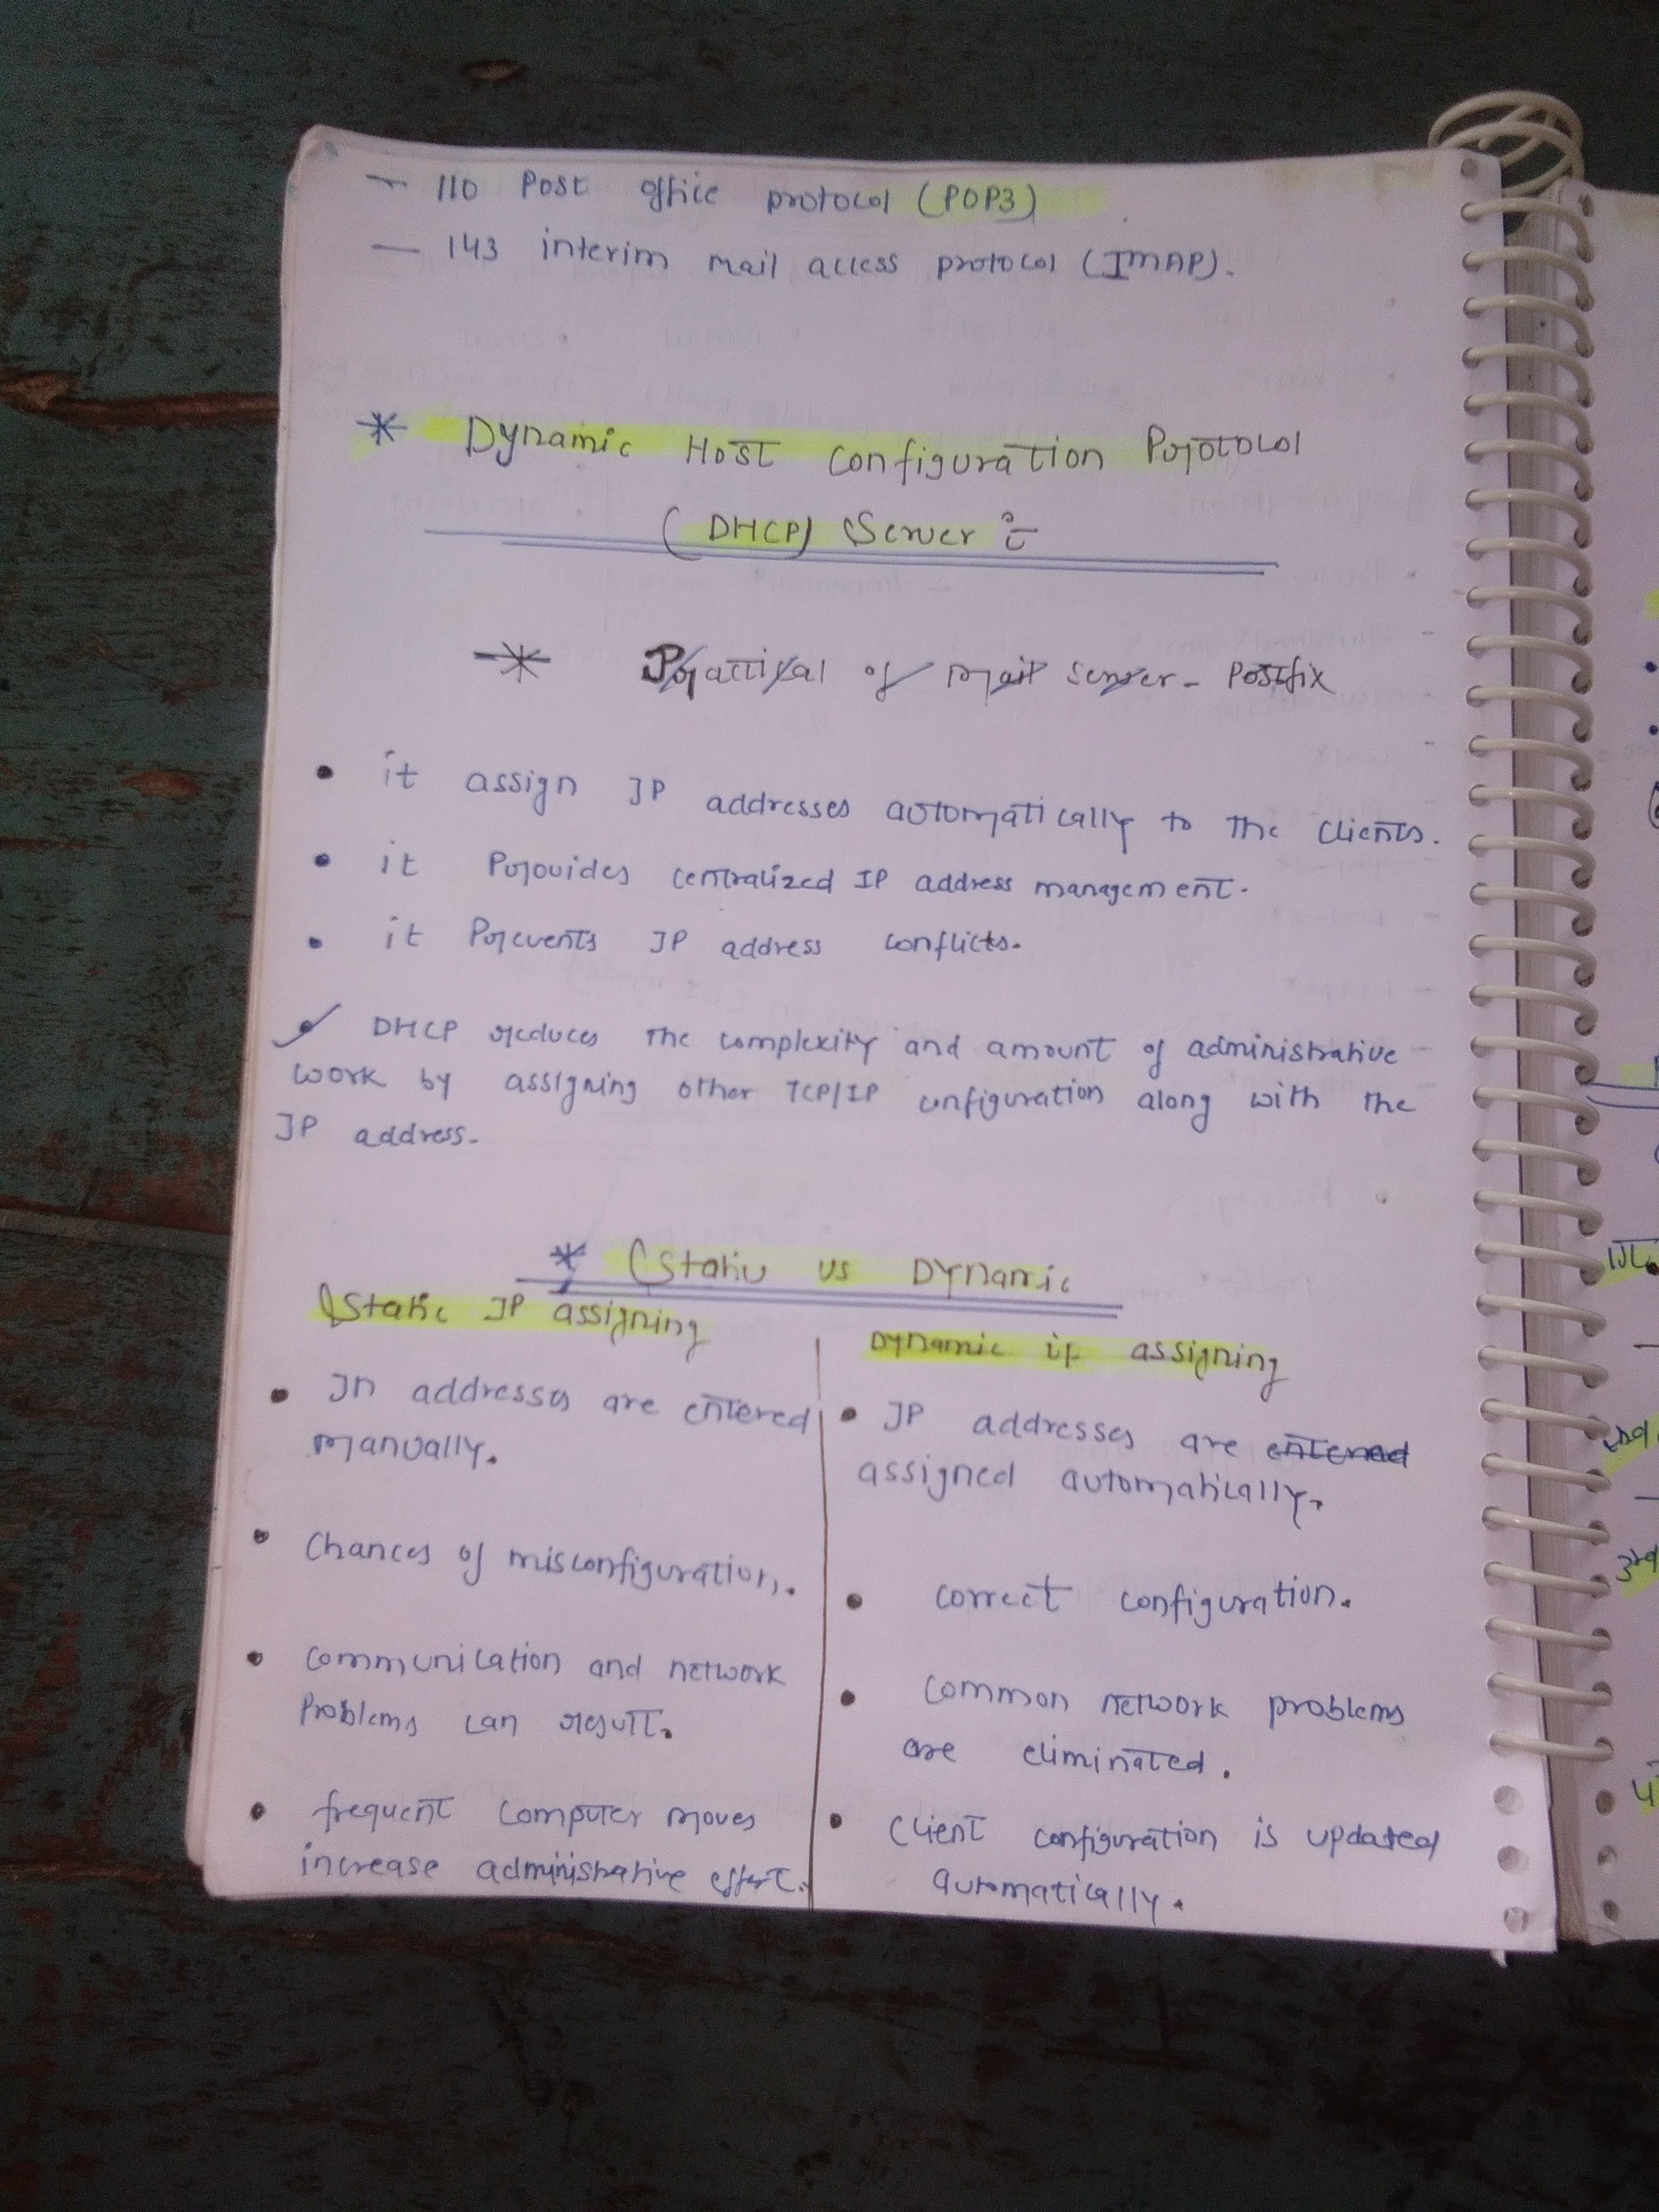 — 110 Post office protocol (POP3)
— 143 interim mail access protocol (IMAP).
* Dynamic Host Configuration Protocol
(DHCP) Server :-
* Practical of mail server - Postfix
• it assign IP addresses automatically to the clients.
• it Provides centralized IP address management.
• it Prevents IP address conflicts.
• DHCP reduces the complexity and amount of administrative
work by assigning other TCP/IP configuration along with the
IP address.
* Static vs Dynamic
Static IP assigning
• In addresses are entered
manually.
• Chances of misconfiguration.
• communication and network
Problems can result.
• frequent computer moves
increase administrative effort.
Dynamic ip assigning
• IP addresses are entered
assigned automatically.
• correct configuration.
• common network problems
are eliminated.
• Client configuration is updated
automatically.
3rd